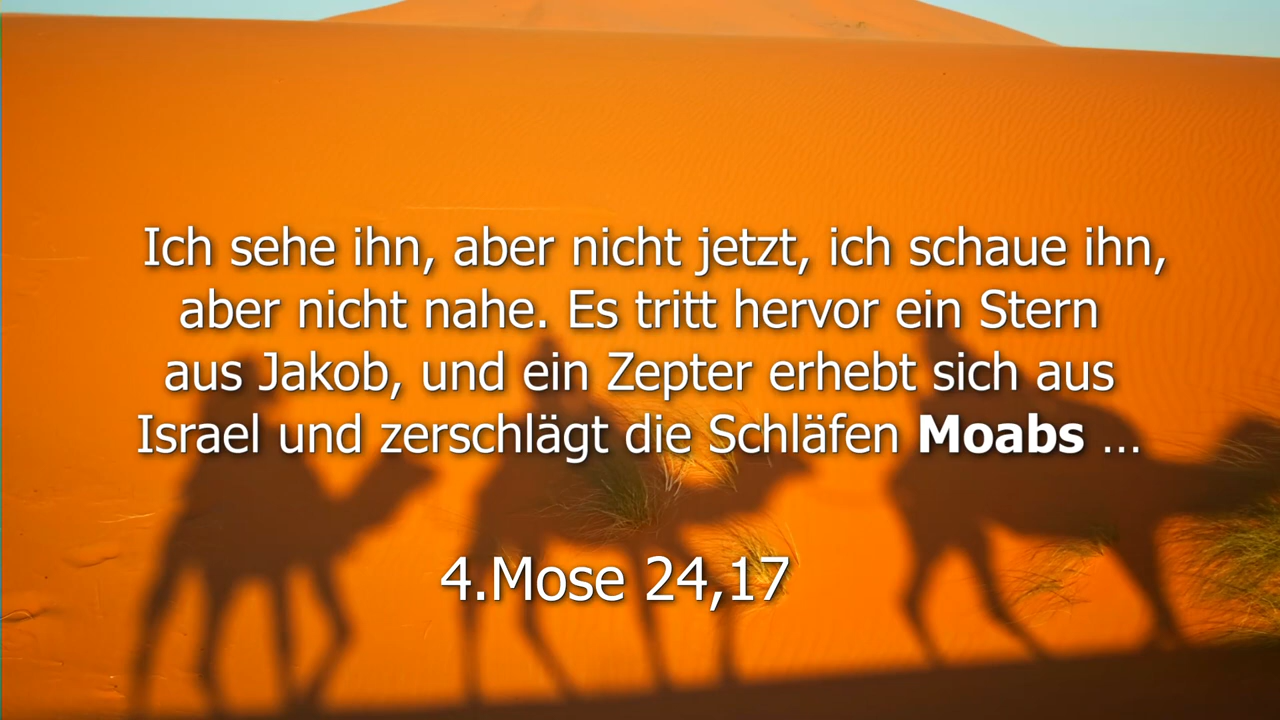 Ich sehe ihn, aber nicht jetzt, ich schaue ihn,
aber nicht nahe. Es tritt hervor ein Stern
aus Jakob, und ein Zepter erhebt sich aus
Israel und zerschlägt die Schläfen Moabs ...
4.Mose 24,17